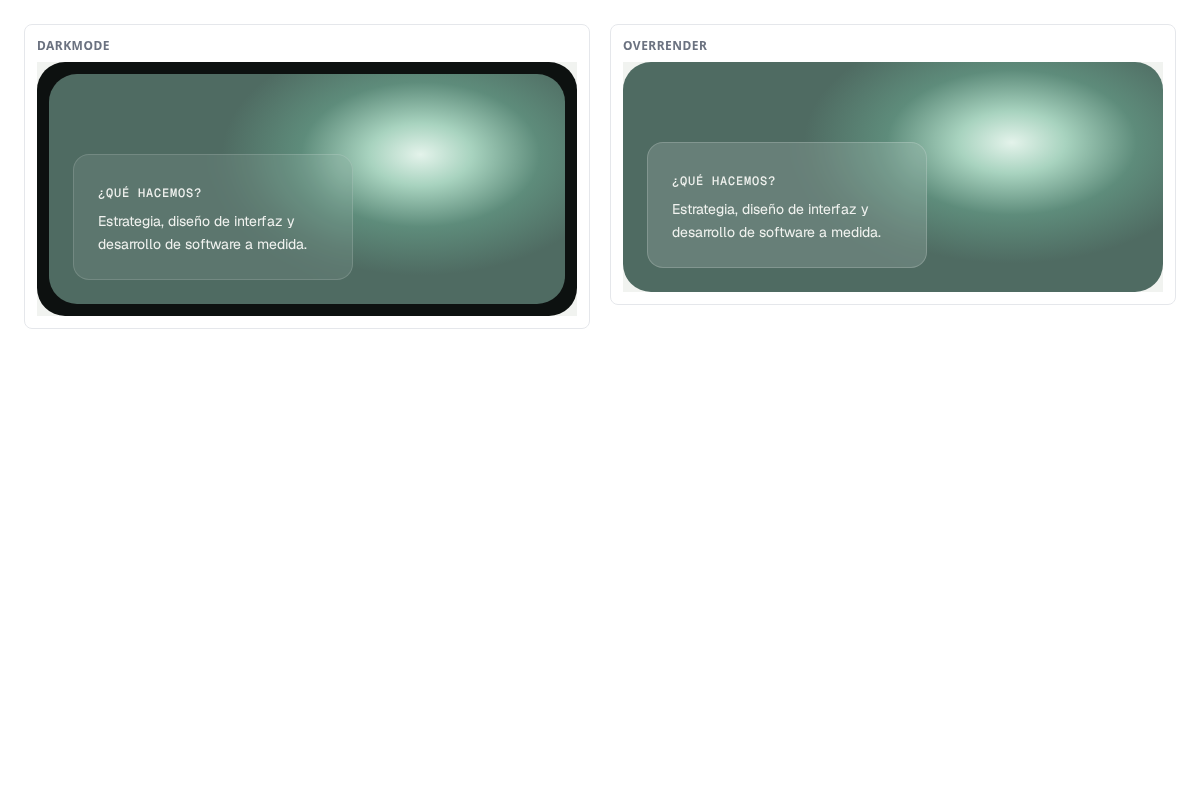 DARKMODE
¿QUÉ HACEMOS?
Estrategia, diseño de interfaz y
desarrollo de software a medida.
OVERRENDER
¿QUÉ HACEMOS?
Estrategia, diseño de interfaz y
desarrollo de software a medida.